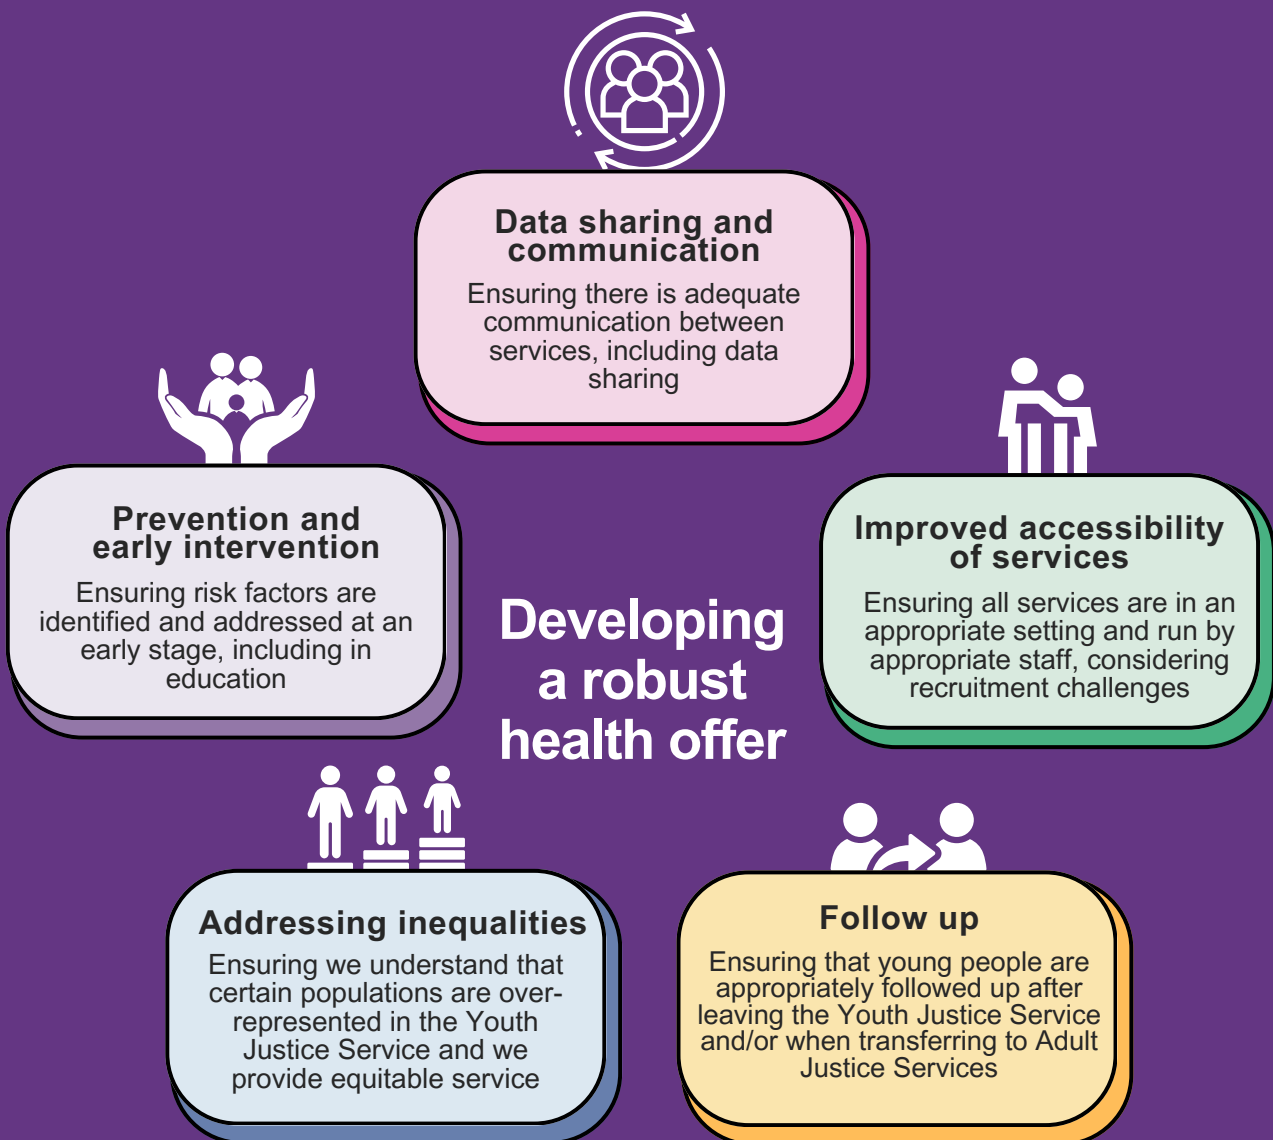 Data sharing and
communication
Ensuring there is adequate
communication between
services, including data
sharing
Prevention and
early intervention
Ensuring risk factors are
identified and addressed at an
early stage, including in
education
Developing
a robust
health offer
Improved accessibility
of services
Ensuring all services are in an
appropriate setting and run by
appropriate staff, considering
recruitment challenges
Addressing inequalities
Ensuring we understand that
certain populations are over-
represented in the Youth
Justice Service and we
provide equitable service
Follow up
Ensuring that young people are
appropriately followed up after
leaving the Youth Justice Service
and/or when transferring to Adult
Justice Services